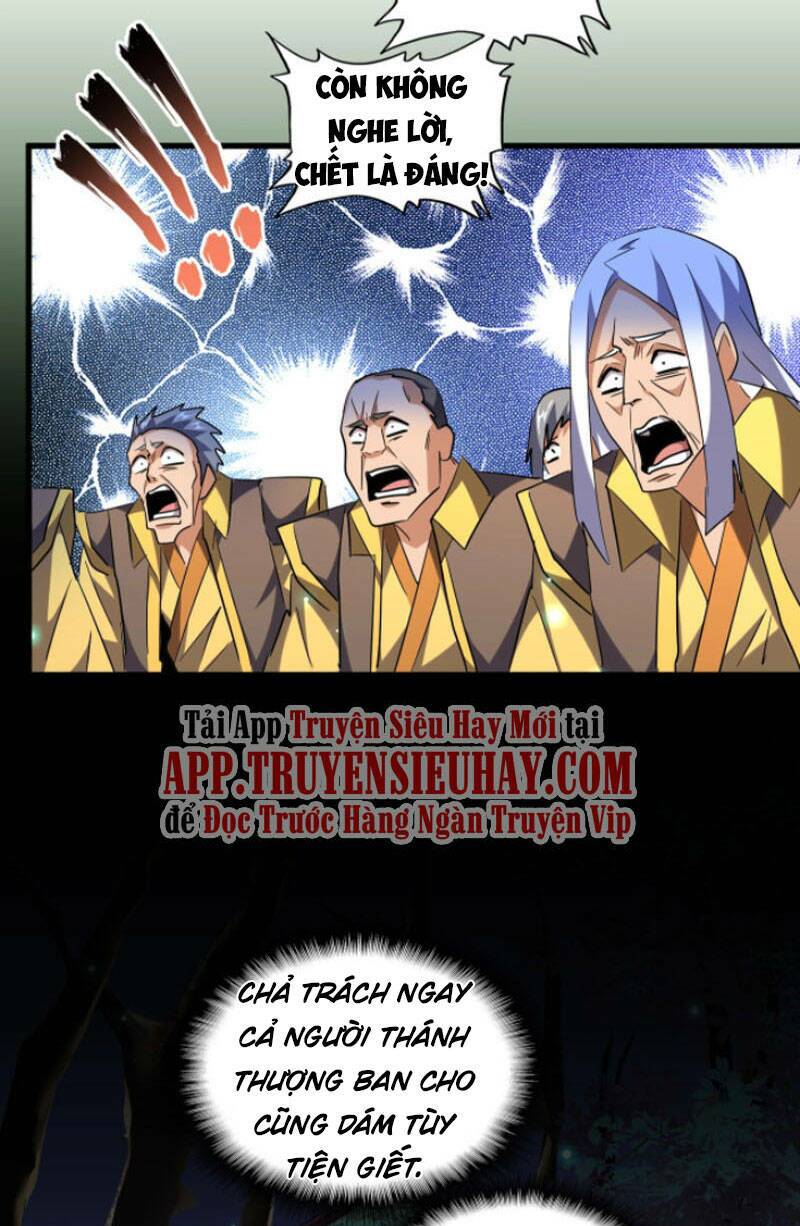 CÒN KHÔNG
NGHE LỜI,
CHẾT LÀ ĐÁNG!
!!!
Tải App Truyện Siêu Hay Mới tại
APP.TRUYENSIEUHAY.COM
để Đọc Trước Hàng Ngàn Truyện Vip
CHẢ TRÁCH NGAY
CẢ NGƯỜI THÁNH
THƯỢNG BAN CHO
CŨNG DÁM TÙY
TIỆN GIẾT.